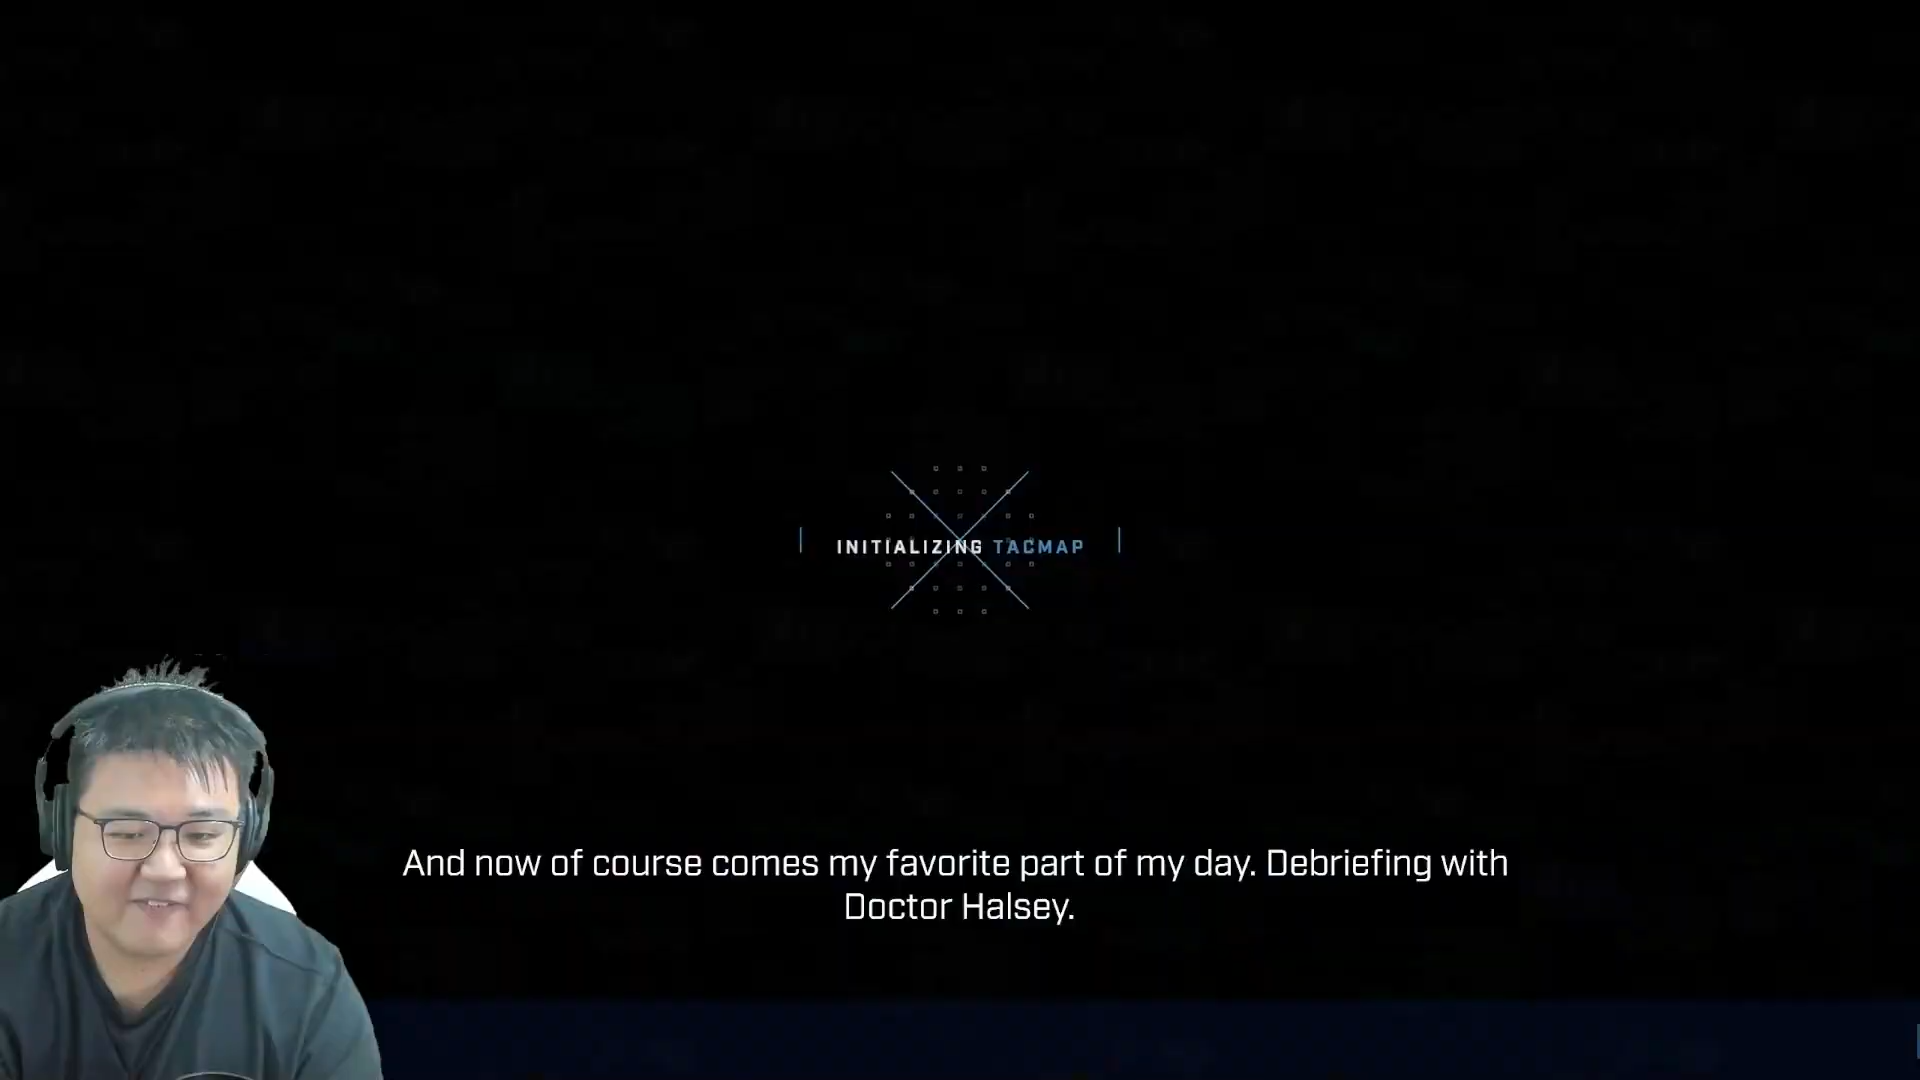 INITIALIZING TACMAP
And now of course comes my favorite part of my day. Debriefing with
Doctor Halsey.